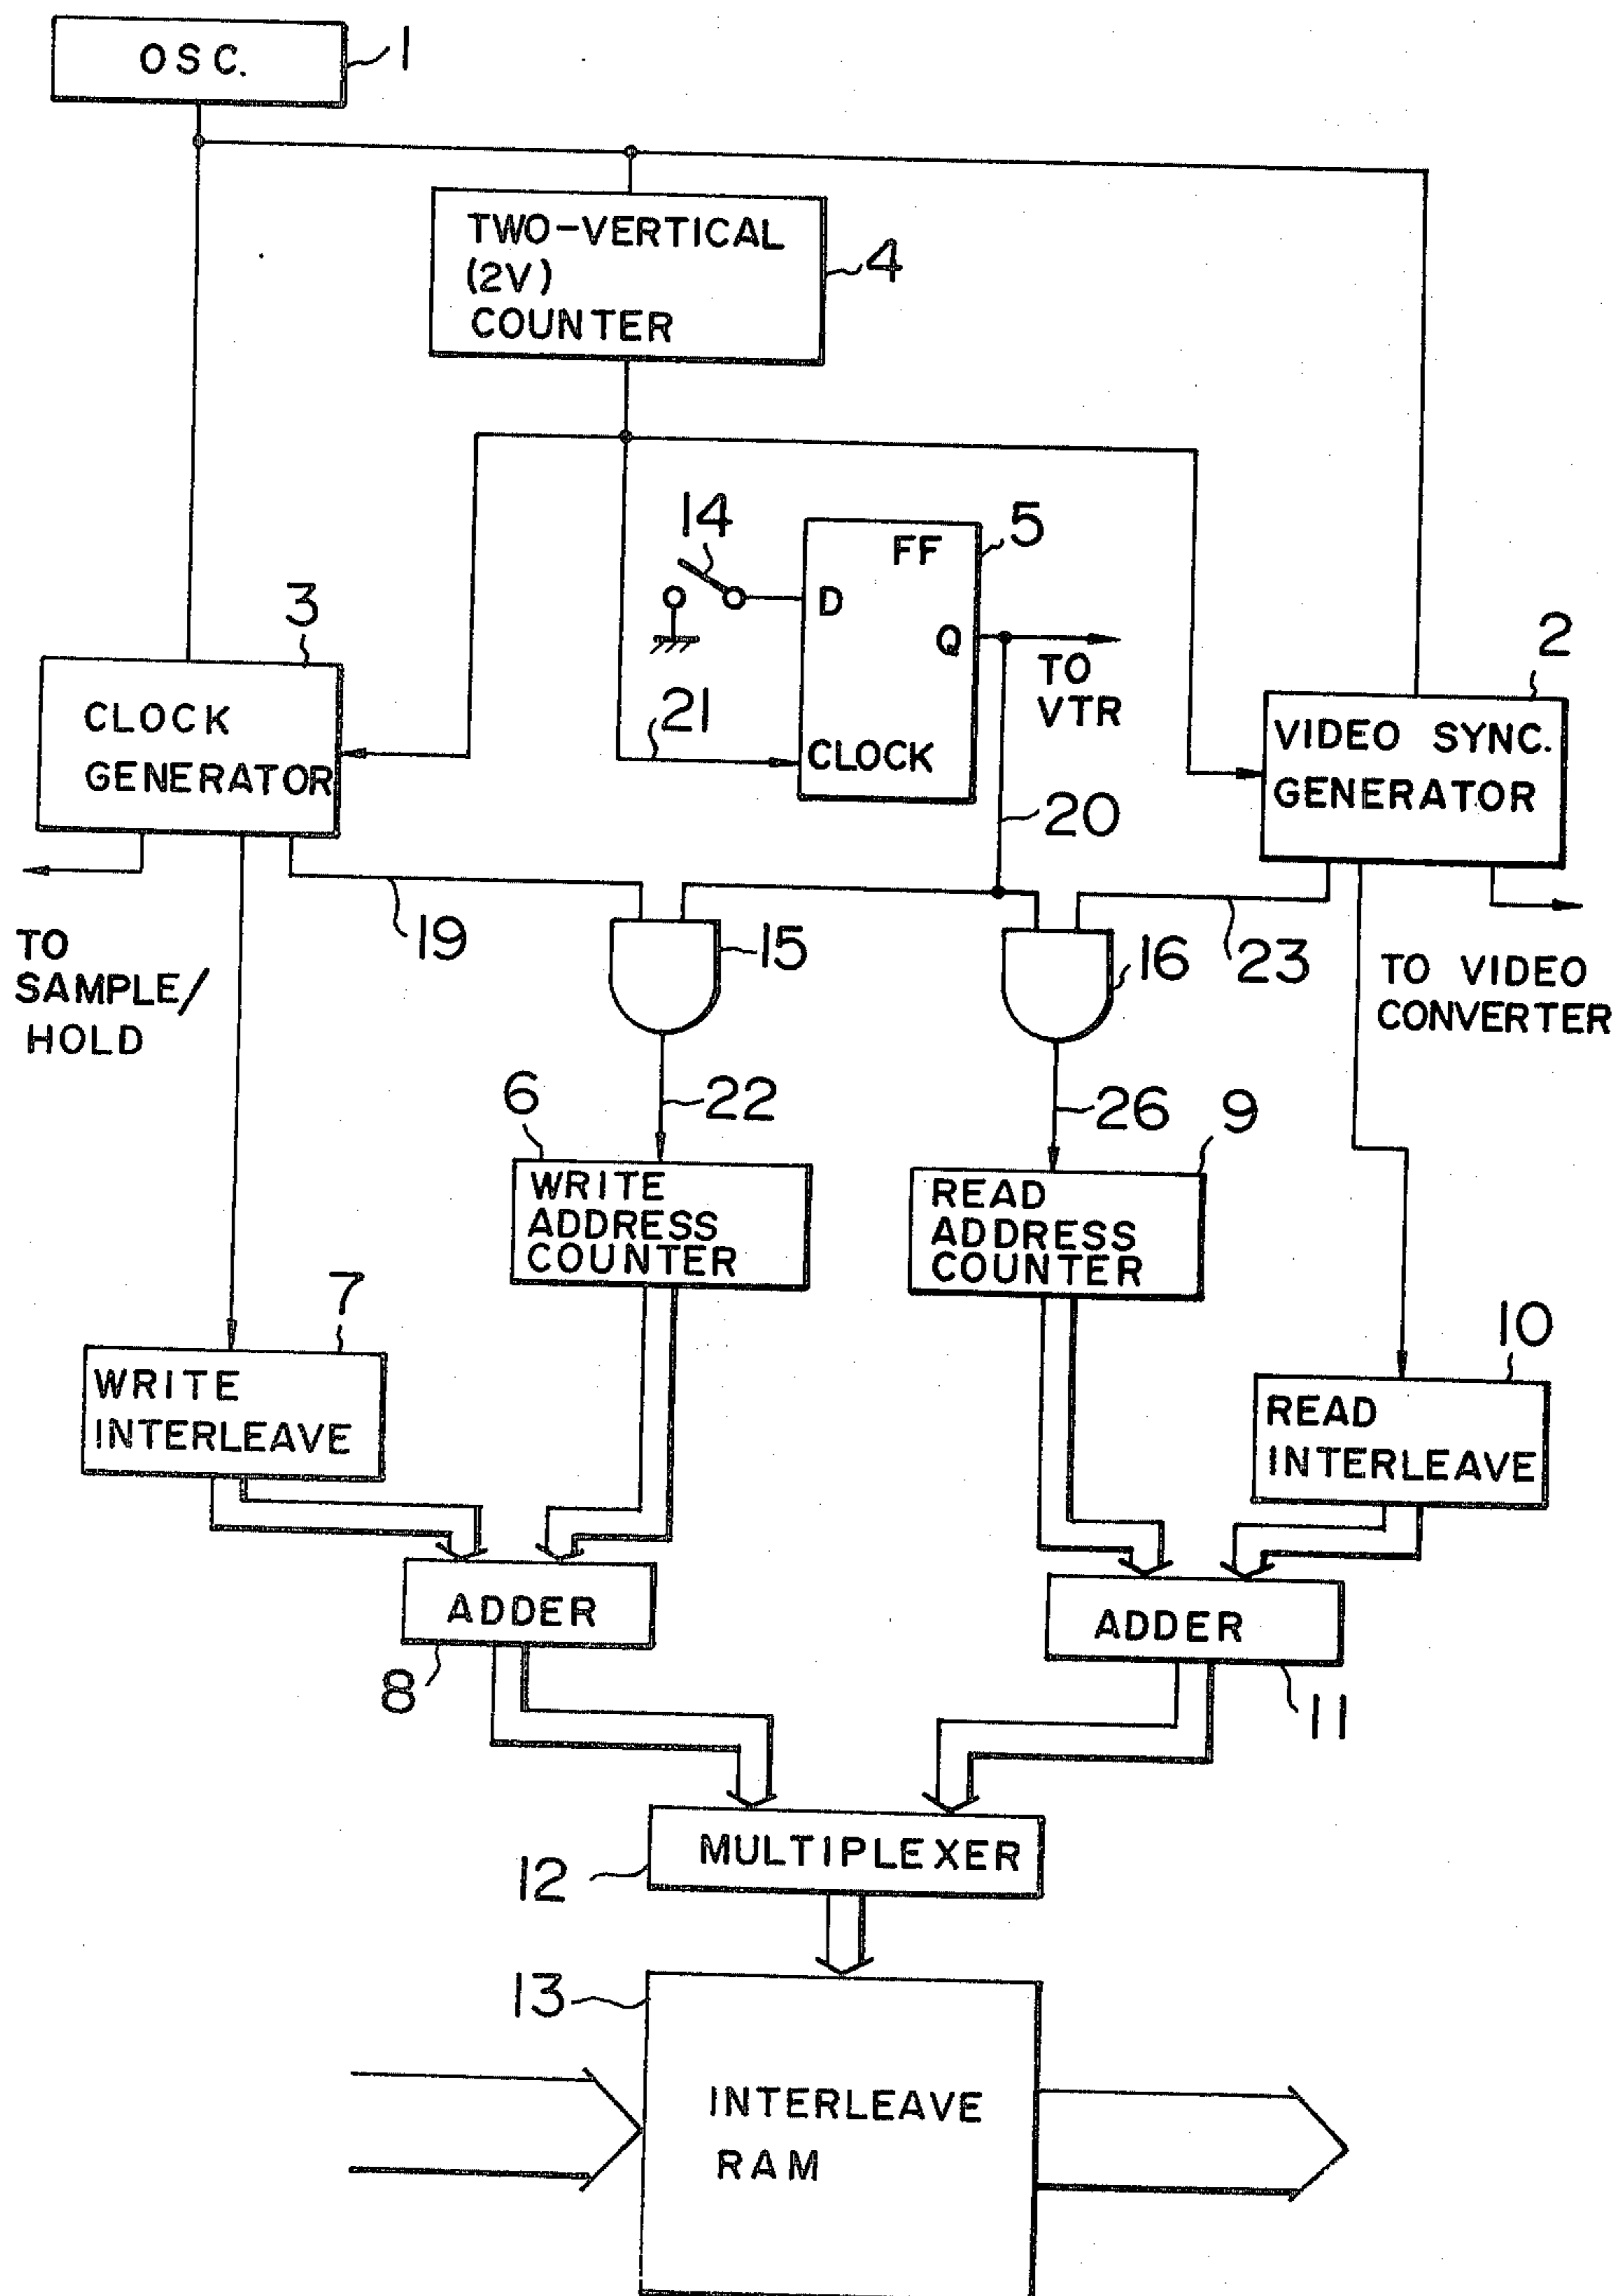 OSC.
1
TWO-VERTICAL
(2V)
COUNTER
4
14
FF
5
D
Q
TO
VTR
3
CLOCK
GENERATOR
21
CLOCK
2
VIDEO SYNC.
GENERATOR
20
19
15
16
23
TO
SAMPLE/
HOLD
TO VIDEO
CONVERTER
6
22
26
9
WRITE
ADDRESS
COUNTER
READ
ADDRESS
COUNTER
7
10
WRITE
INTERLEAVE
READ
INTERLEAVE
ADDER
8
ADDER
11
MULTIPLEXER
12
13
INTERLEAVE
RAM